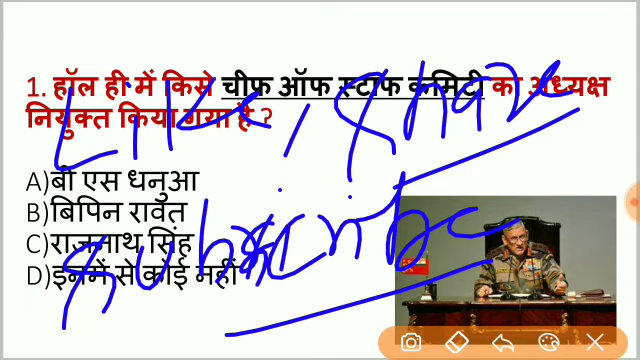 1. हॉल ही में किसे चीफ ऑफ स्टाफ कमिटी का अध्यक्ष
नियुक्त किया गया है ?
Like, Share
A)बी एस धनुआ
B)बिपिन रावत
C)राजनाथ सिंह
Subscribe
D)इनमें से कोई नहीं